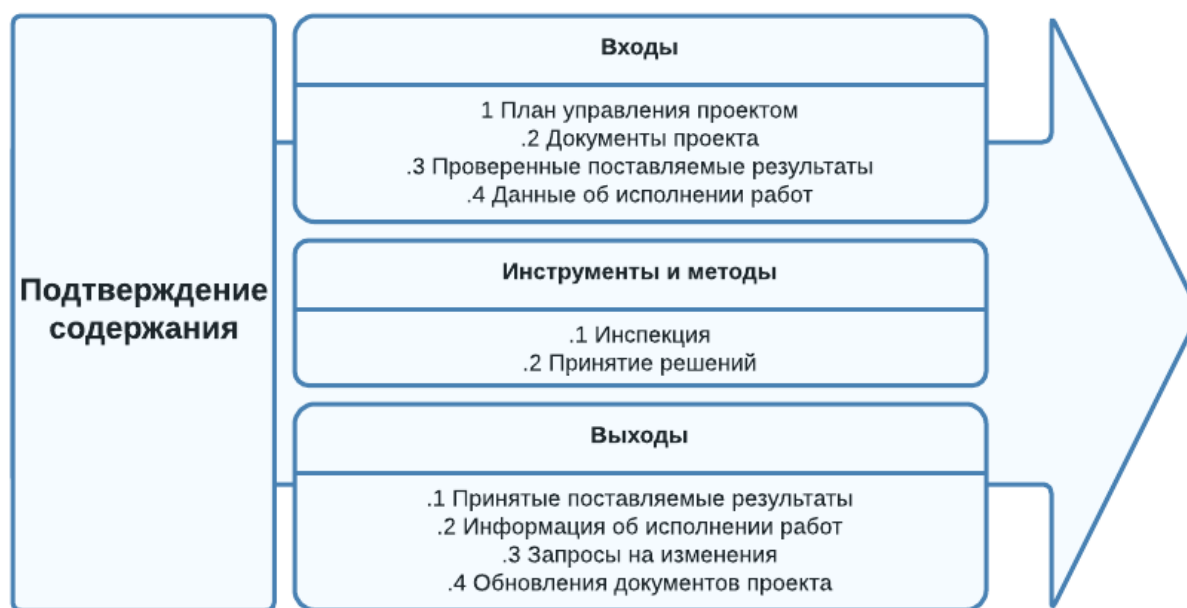 Подтверждение
содержания
Входы
1 План управления проектом
.2 Документы проекта
.3 Проверенные поставляемые результаты
.4 Данные об исполнении работ
Инструменты и методы
.1 Инспекция
.2 Принятие решений
Выходы
.1 Принятые поставляемые результаты
.2 Информация об исполнении работ
.3 Запросы на изменения
.4 Обновления документов проекта